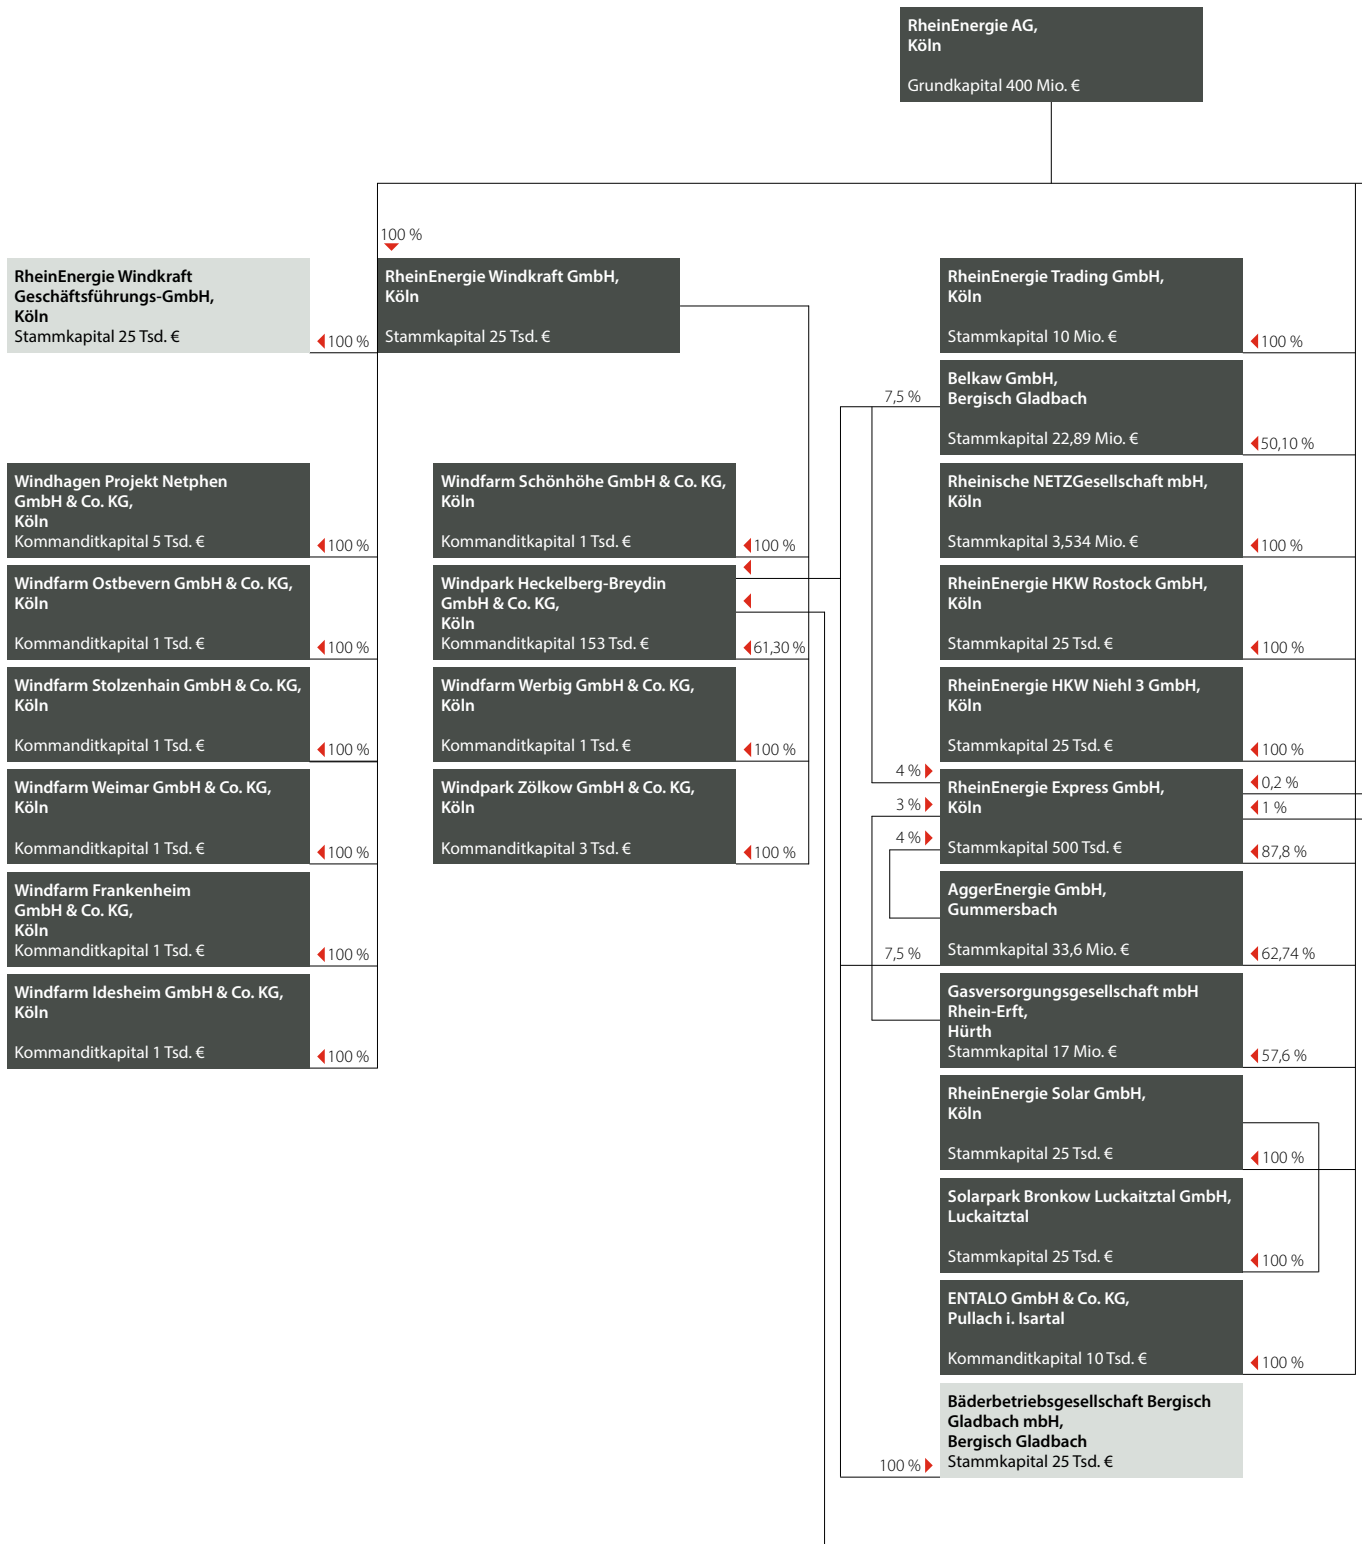 RheinEnergie AG,
Köln
Grundkapital 400 Mio. €
100 %
RheinEnergie Windkraft
Geschäftsführungs-GmbH,
Köln
Stammkapital 25 Tsd. €
100 %
RheinEnergie Windkraft GmbH,
Köln
Stammkapital 25 Tsd. €
Windhagen Projekt Netphen
GmbH & Co. KG,
Köln
Kommanditkapital 5 Tsd. €
100 %
Windfarm Ostbevern GmbH & Co. KG,
Köln
Kommanditkapital 1 Tsd. €
100 %
Windfarm Stolzenhain GmbH & Co. KG,
Köln
Kommanditkapital 1 Tsd. €
100 %
Windfarm Weimar GmbH & Co. KG,
Köln
Kommanditkapital 1 Tsd. €
100 %
Windfarm Frankenheim
GmbH & Co. KG,
Köln
Kommanditkapital 1 Tsd. €
100 %
Windfarm Idesheim GmbH & Co. KG,
Köln
Kommanditkapital 1 Tsd. €
100 %
Windfarm Schönhöhe GmbH & Co. KG,
Köln
Kommanditkapital 1 Tsd. €
100 %
Windpark Heckelberg-Breydin
GmbH & Co. KG,
Köln
Kommanditkapital 153 Tsd. €
61,30 %
Windfarm Werbig GmbH & Co. KG,
Köln
Kommanditkapital 1 Tsd. €
100 %
Windpark Zölkow GmbH & Co. KG,
Köln
Kommanditkapital 3 Tsd. €
100 %
RheinEnergie Trading GmbH,
Köln
Stammkapital 10 Mio. €
100 %
7,5 %
Belkaw GmbH,
Bergisch Gladbach
Stammkapital 22,89 Mio. €
50,10 %
Rheinische NETZGesellschaft mbH,
Köln
Stammkapital 3,534 Mio. €
100 %
RheinEnergie HKW Rostock GmbH,
Köln
Stammkapital 25 Tsd. €
100 %
RheinEnergie HKW Niehl 3 GmbH,
Köln
Stammkapital 25 Tsd. €
100 %
4 %
3 %
4 %
RheinEnergie Express GmbH,
Köln
Stammkapital 500 Tsd. €
0,2 %
1 %
87,8 %
AggerEnergie GmbH,
Gummersbach
Stammkapital 33,6 Mio. €
7,5 %
62,74 %
Gasversorgungsgesellschaft mbH
Rhein-Erft,
Hürth
Stammkapital 17 Mio. €
57,6 %
RheinEnergie Solar GmbH,
Köln
Stammkapital 25 Tsd. €
100 %
Solarpark Bronkow Luckaitztal GmbH,
Luckaitztal
Stammkapital 25 Tsd. €
100 %
ENTALO GmbH & Co. KG,
Pullach i. Isartal
Kommanditkapital 10 Tsd. €
100 %
Bäderbetriebsgesellschaft Bergisch
Gladbach mbH,
Bergisch Gladbach
Stammkapital 25 Tsd. €
100 %